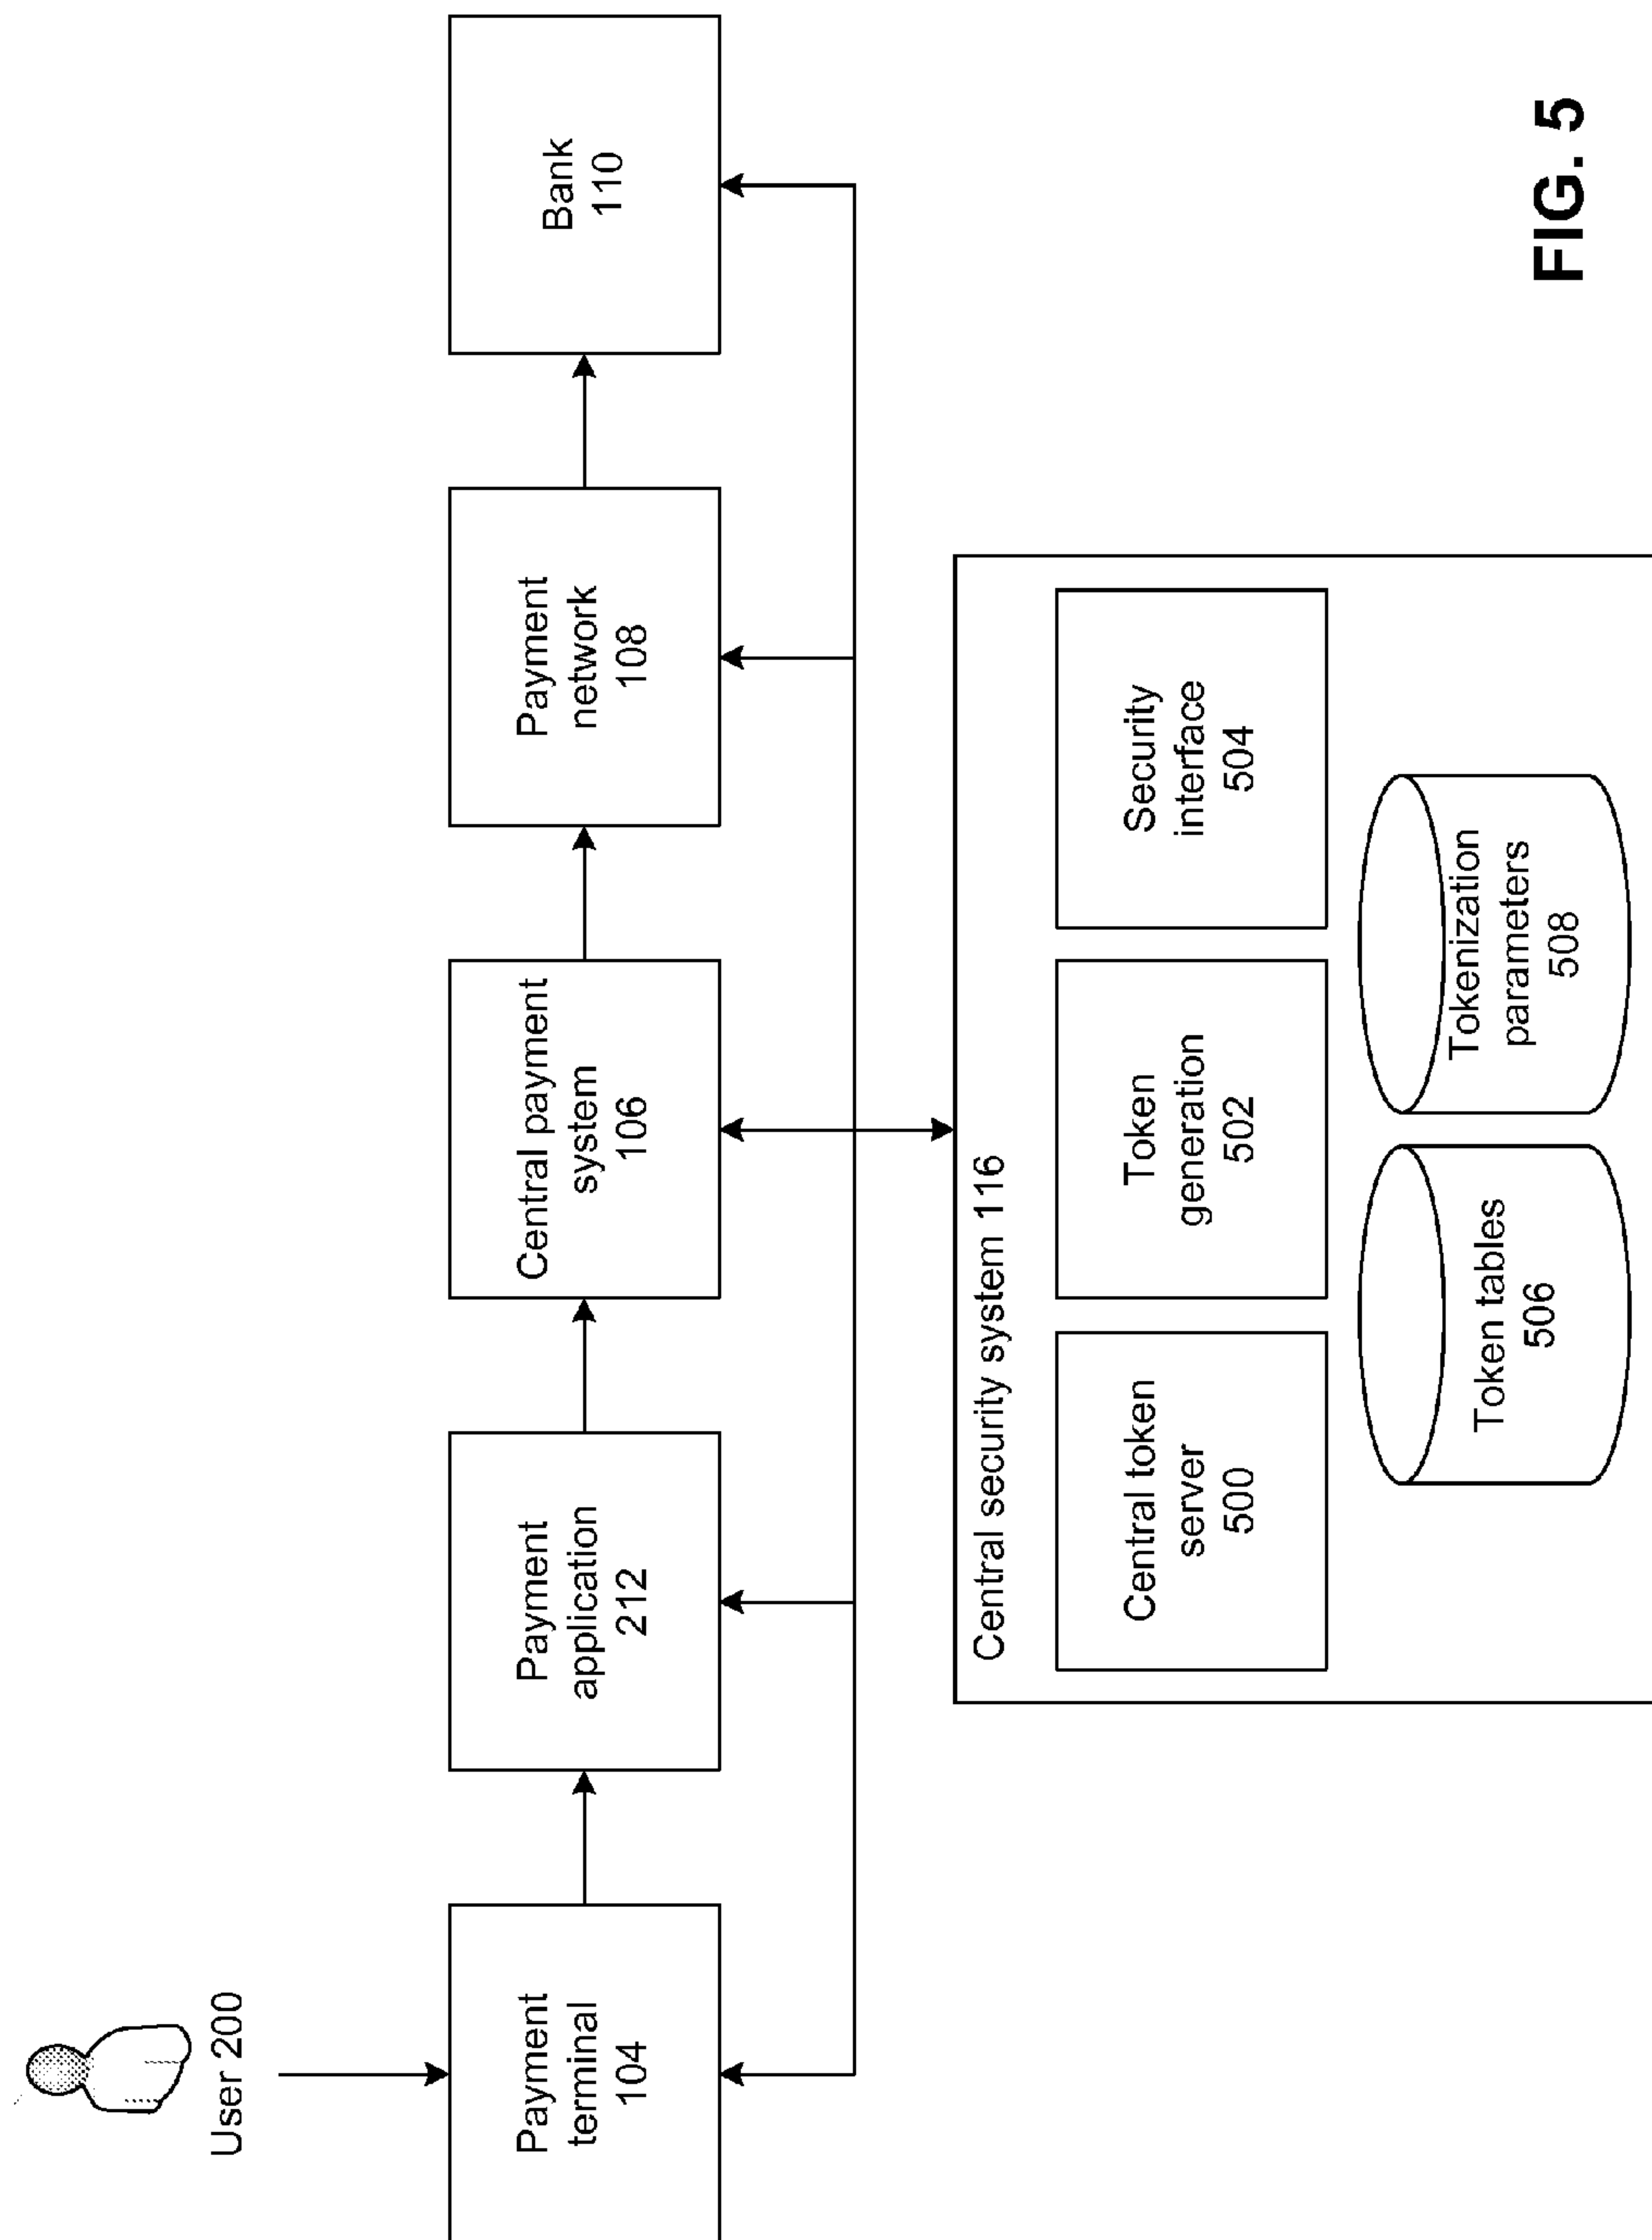 User 200
Payment
terminal
104
Payment
application
212
Central payment
system
106
Payment
network
108
Bank
110
Central security system 116
Central token
server
500
Token
generation
502
Security
interface
504
Token tables
506
Tokenization
parameters
508
FIG. 5